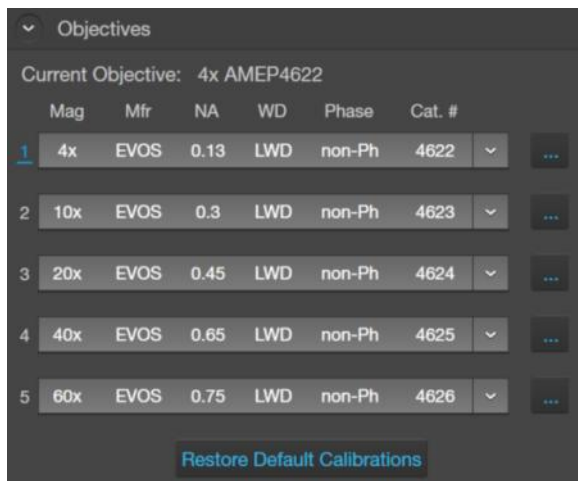 Objectives
Current Objective: 4x AMEP4622
Mag Mfr NA WD Phase Cat. #
1 4x EVOS 0.13 LWD non-Ph 4622 ...
2 10x EVOS 0.3 LWD non-Ph 4623 ...
3 20x EVOS 0.45 LWD non-Ph 4624 ...
4 40x EVOS 0.65 LWD non-Ph 4625 ...
5 60x EVOS 0.75 LWD non-Ph 4626 ...
Restore Default Calibrations